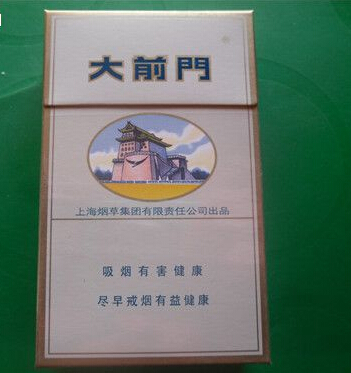 大前門
上海烟草集团有限责任公司出品
吸烟有害健康
尽早戒烟有益健康